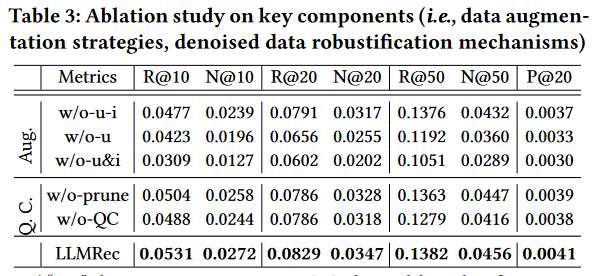 Table 3: Ablation study on key components (i.e., data augmen-
tation strategies, denoised data robustification mechanisms)
Metrics R@10 N@10 R@20 N@20 R@50 N@50 P@20
Aug.
w/o-u-i 0.0477 0.0239 0.0791 0.0317 0.1376 0.0432 0.0037
w/o-u 0.0423 0.0196 0.0656 0.0255 0.1192 0.0360 0.0033
w/o-u&i 0.0309 0.0127 0.0602 0.0202 0.1051 0.0289 0.0030
Q. C.
w/o-prune 0.0504 0.0258 0.0786 0.0328 0.1363 0.0447 0.0039
w/o-QC 0.0488 0.0244 0.0786 0.0318 0.1279 0.0416 0.0038
LLMRec 0.0531 0.0272 0.0829 0.0347 0.1382 0.0456 0.0041